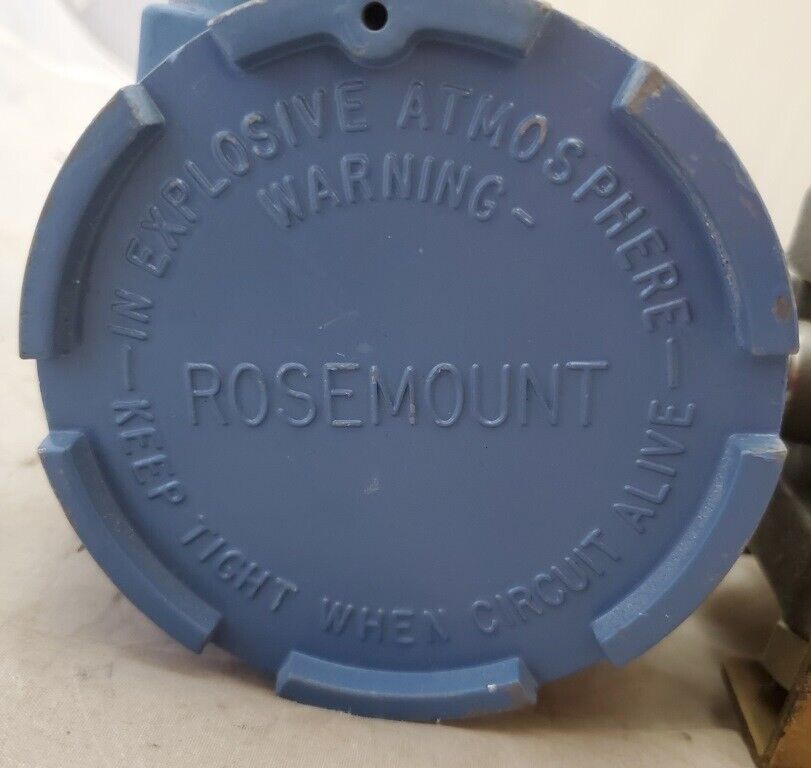 WARNING-
-IN EXPLOSIVE ATMOSPHERE-
KEEP TIGHT WHEN CIRCUIT ALIVE
ROSEMOUNT